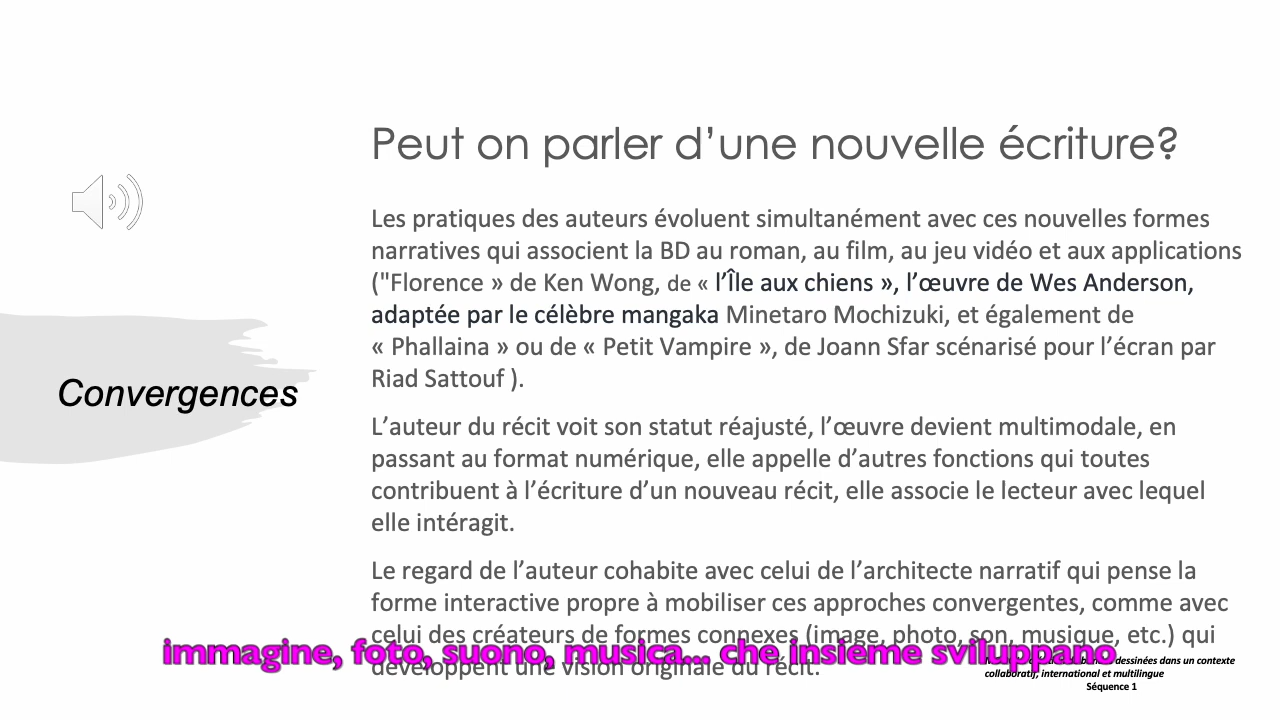 Peut on parler d’une nouvelle écriture?
Les pratiques des auteurs évoluent simultanément avec ces nouvelles formes
narratives qui associent la BD au roman, au film, au jeu vidéo et aux applications
("Florence » de Ken Wong, de « l’Île aux chiens », l’œuvre de Wes Anderson,
adaptée par le célèbre mangaka Minetaro Mochizuki, et également de
« Phallaina » ou de « Petit Vampire », de Joann Sfar scénarisé pour l’écran par
Riad Sattouf ).
Convergences
L’auteur du récit voit son statut réajusté, l’œuvre devient multimodale, en
passant au format numérique, elle appelle d’autres fonctions qui toutes
contribuent à l’écriture d’un nouveau récit, elle associe le lecteur avec lequel
elle intéragit.
Le regard de l’auteur cohabite avec celui de l’architecte narratif qui pense la
forme interactive propre à mobiliser ces approches convergentes, comme avec
celui des créateurs de formes connexes (image, photo, son, musique, etc.) qui
développent une vision originale du récit.
immagine, foto, suono, musica... che insieme sviluppano
dessinées dans un contexte
collaboratif, international et multilingue
Séquence 1